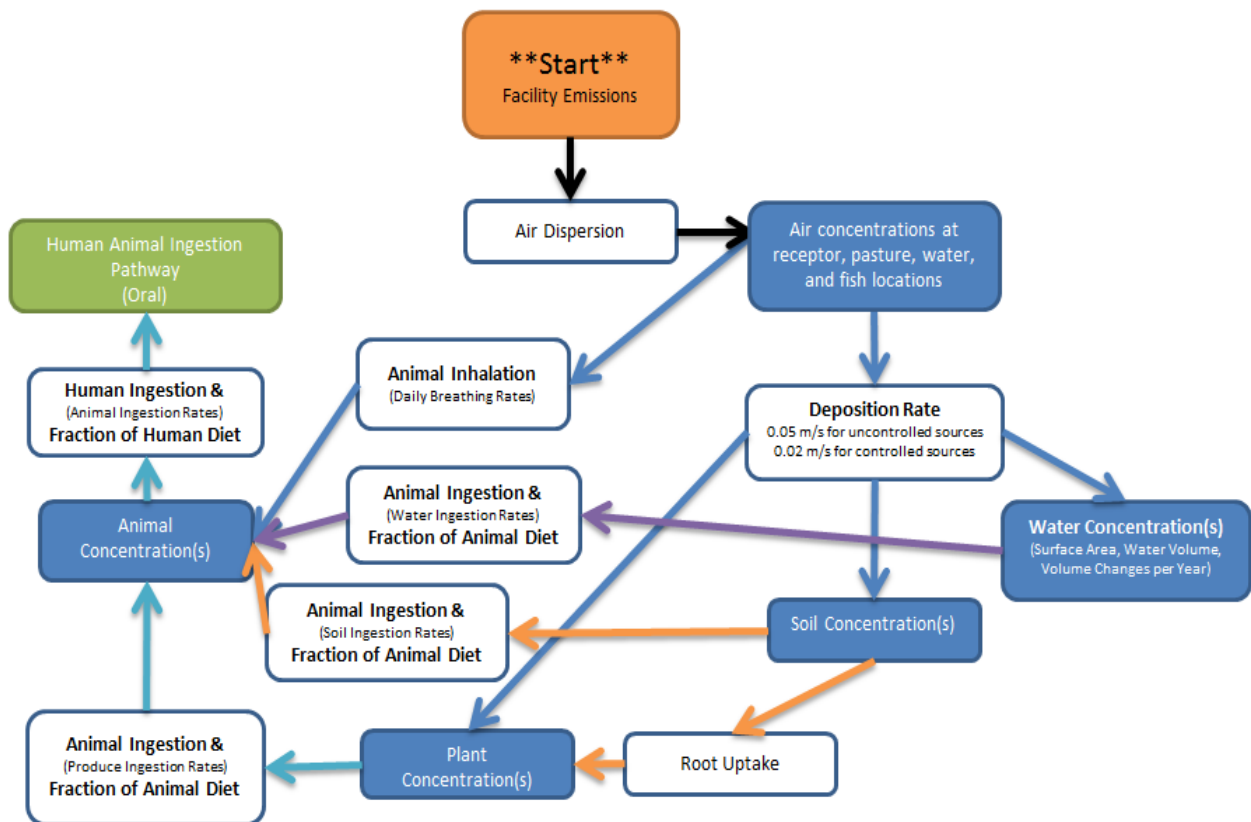 **Start**
Facility Emissions
Air Dispersion
Air concentrations at
receptor, pasture, water,
and fish locations
Human Animal Ingestion
Pathway
(Oral)
Animal Inhalation
(Daily Breathing Rates)
Human Ingestion &
(Animal Ingestion Rates)
Fraction of Human Diet
Deposition Rate
0.05 m/s for uncontrolled sources
0.02 m/s for controlled sources
Animal Ingestion &
(Water Ingestion Rates)
Fraction of Animal Diet
Animal
Concentration(s)
Water Concentration(s)
(Surface Area, Water Volume,
Volume Changes per Year)
Animal Ingestion &
(Soil Ingestion Rates)
Fraction of Animal Diet
Soil Concentration(s)
Animal Ingestion &
(Produce Ingestion Rates)
Fraction of Animal Diet
Plant
Concentration(s)
Root Uptake